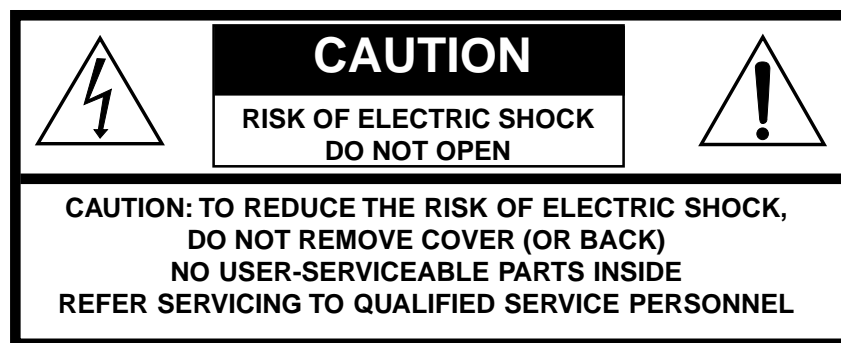 CAUTION
RISK OF ELECTRIC SHOCK
DO NOT OPEN
CAUTION: TO REDUCE THE RISK OF ELECTRIC SHOCK,
DO NOT REMOVE COVER (OR BACK)
NO USER-SERVICEABLE PARTS INSIDE
REFER SERVICING TO QUALIFIED SERVICE PERSONNEL